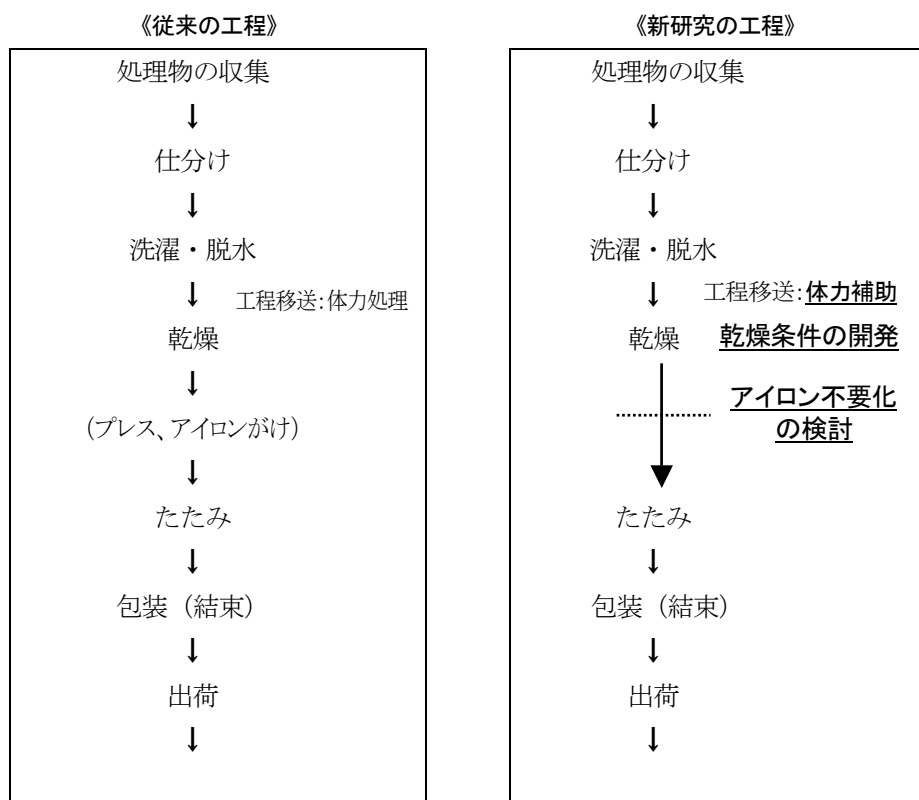 《従来の工程》
処理物の収集
↓
仕分け
↓
洗濯・脱水
↓
工程移送:体力処理
乾燥
↓
(プレス、アイロンがけ)
↓
たたみ
↓
包装（結束）
↓
出荷
↓
《新研究の工程》
処理物の収集
↓
仕分け
↓
洗濯・脱水
↓
工程移送:体力補助
乾燥 乾燥条件の開発
アイロン不要化
の検討
たたみ
↓
包装（結束）
↓
出荷
↓